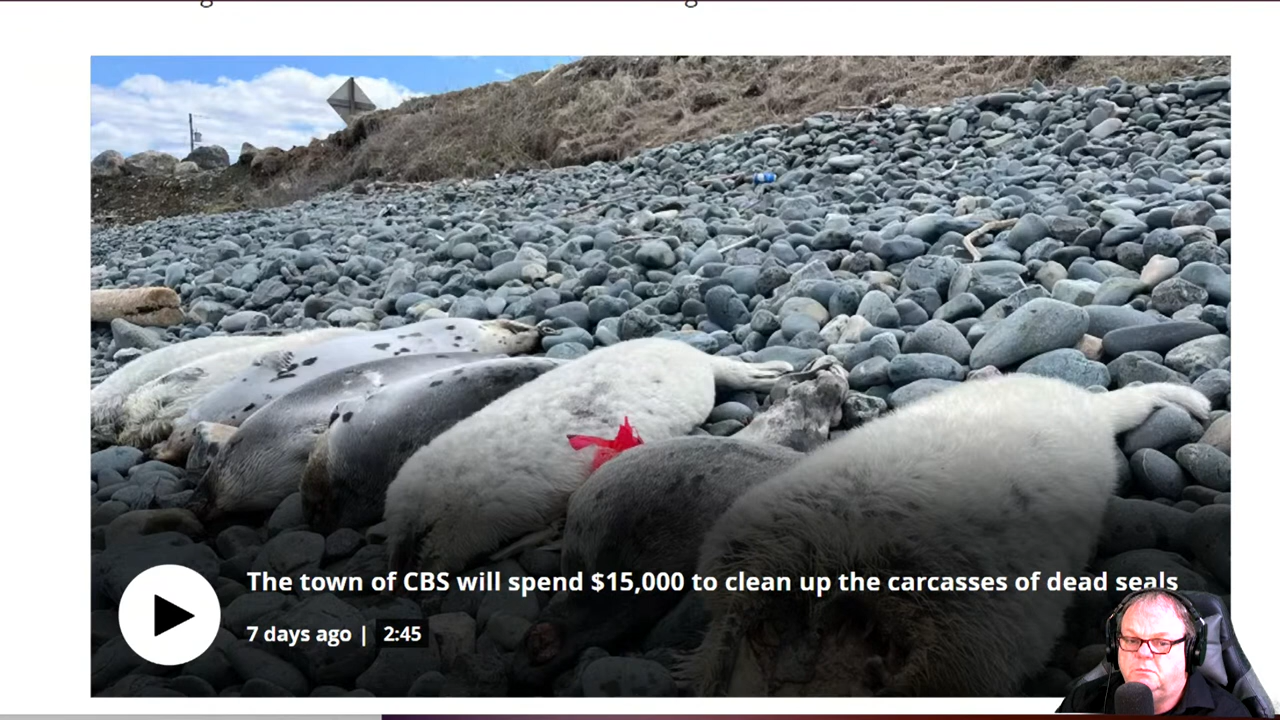 The town of CBS will spend $15,000 to clean up the carcasses of dead seals
7 days ago | 2:45